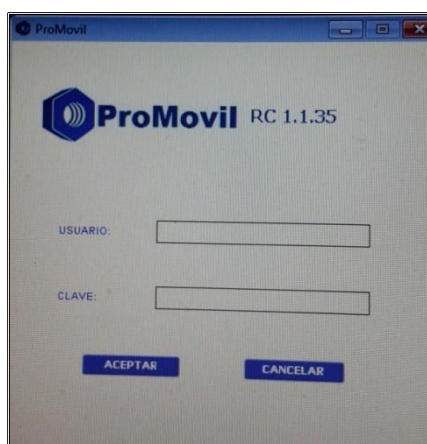 ProMovil
ProMovil RC 1.1.35
USUARIO:
CLAVE:
ACEPTAR CANCELAR